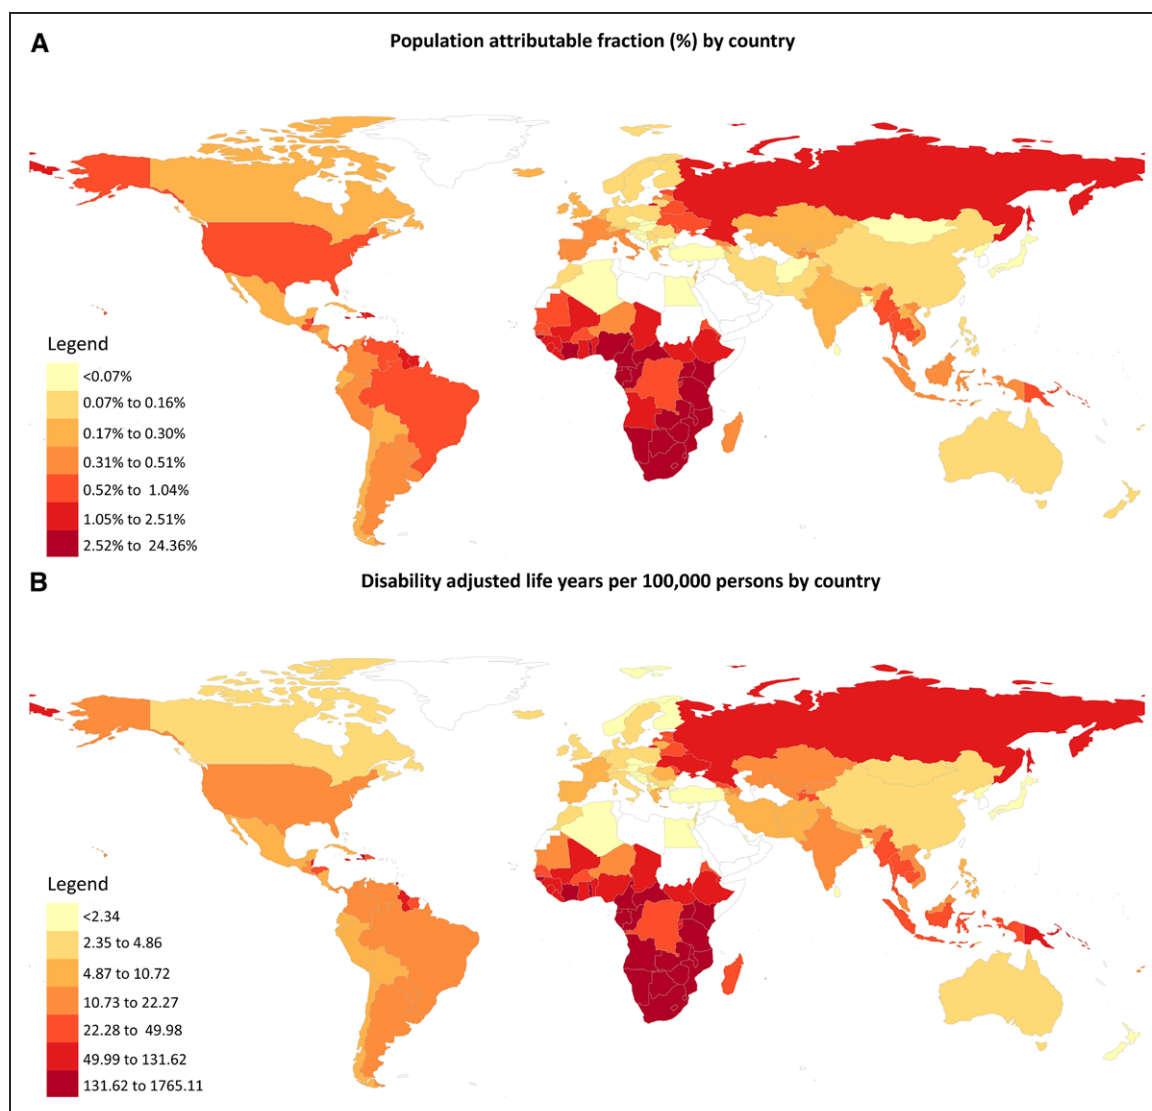 A
Population attributable fraction (%) by country
Legend
<0.07%
0.07% to 0.16%
0.17% to 0.30%
0.31% to 0.51%
0.52% to 1.04%
1.05% to 2.51%
2.52% to 24.36%
B
Disability adjusted life years per 100,000 persons by country
Legend
<2.34
2.35 to 4.86
4.87 to 10.72
10.73 to 22.27
22.28 to 49.98
49.99 to 131.62
131.62 to 1765.11